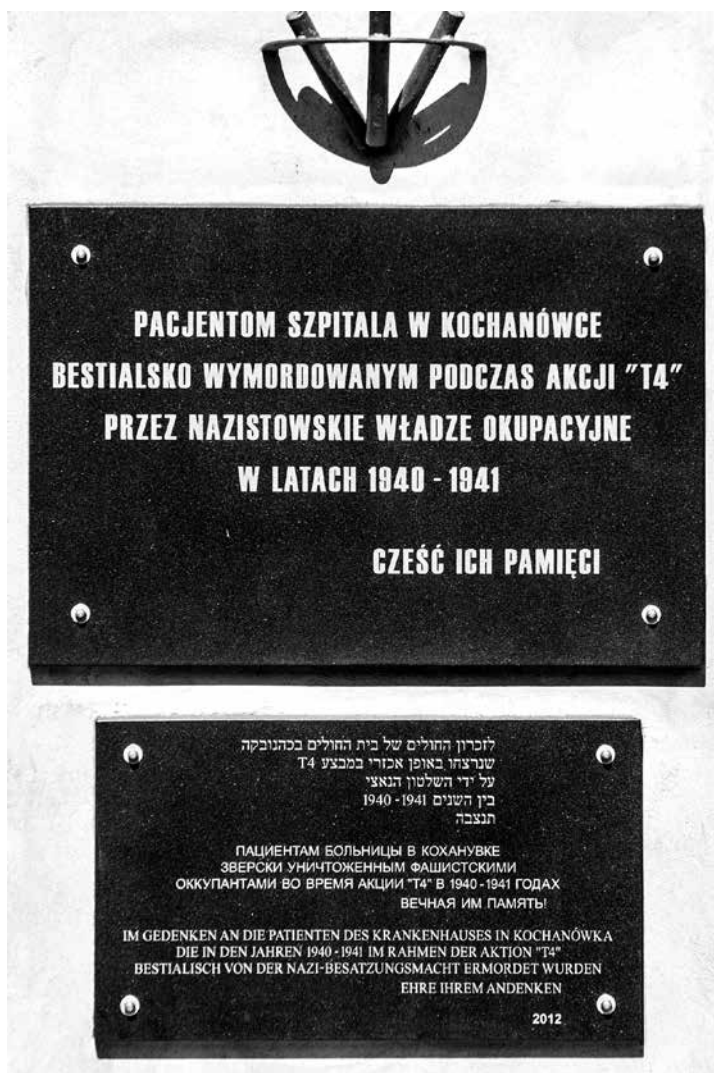 PACJENTOM SZPITALA W KOCHANÓWCE
BESTIALSKO WYMORDOWANYM PODCZAS AKCJI "T4"
PRZEZ NAZISTOWSKIE WŁADZE OKUPACYJNE
W LATACH 1940 - 1941
CZEŚĆ ICH PAMIĘCI
לזכרון החולים של בית החולים בכהנובקה
שנרצחו באופן אכזרי במבצע T4
על ידי השלטון הנאצי
בין השנים 1940-1941
תנצבה
ПАЦИЕНТАМ БОЛЬНИЦЫ В КОХАНУВКЕ
ЗВЕРСКИ УНИЧТОЖЕННЫМ ФАШИСТСКИМИ
ОККУПАНТАМИ ВО ВРЕМЯ АКЦИИ "Т4" В 1940-1941 ГОДАХ
ВЕЧНАЯ ИМ ПАМЯТЬ!
IM GEDENKEN AN DIE PATIENTEN DES KRANKENHAUSES IN KOCHANÓWKA
DIE IN DEN JAHREN 1940-1941 IM RAHMEN DER AKTION "T4"
BESTIALISCH VON DER NAZI-BESATZUNGSMACHT ERMORDET WURDEN
EHRE IHREM ANDENKEN
2012